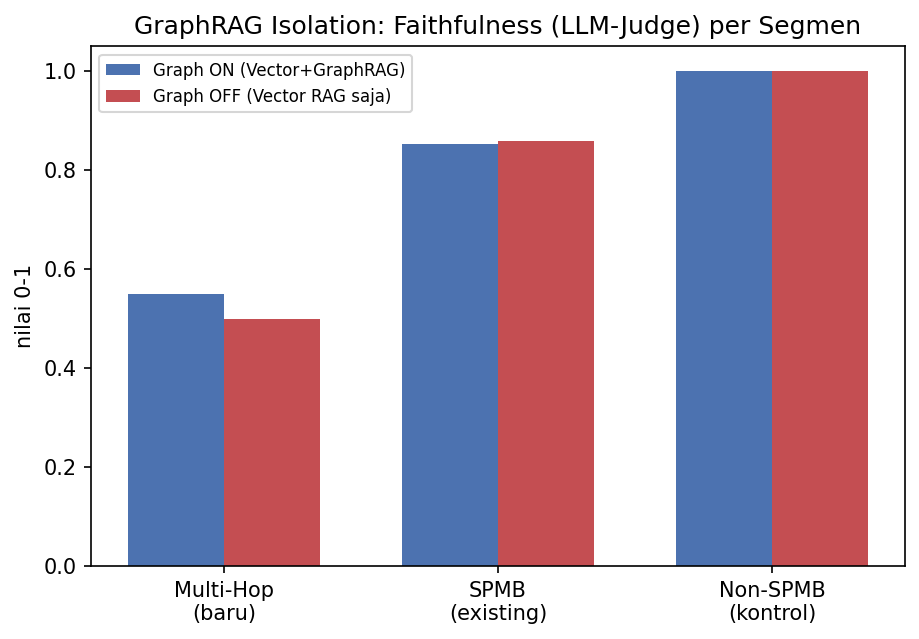 GraphRAG Isolation: Faithfulness (LLM-Judge) per Segmen
Graph ON (Vector+GraphRAG)
Graph OFF (Vector RAG saja)
nilai 0-1
1.0
0.8
0.6
0.4
0.2
0.0
Multi-Hop
(baru)
SPMB
(existing)
Non-SPMB
(kontrol)